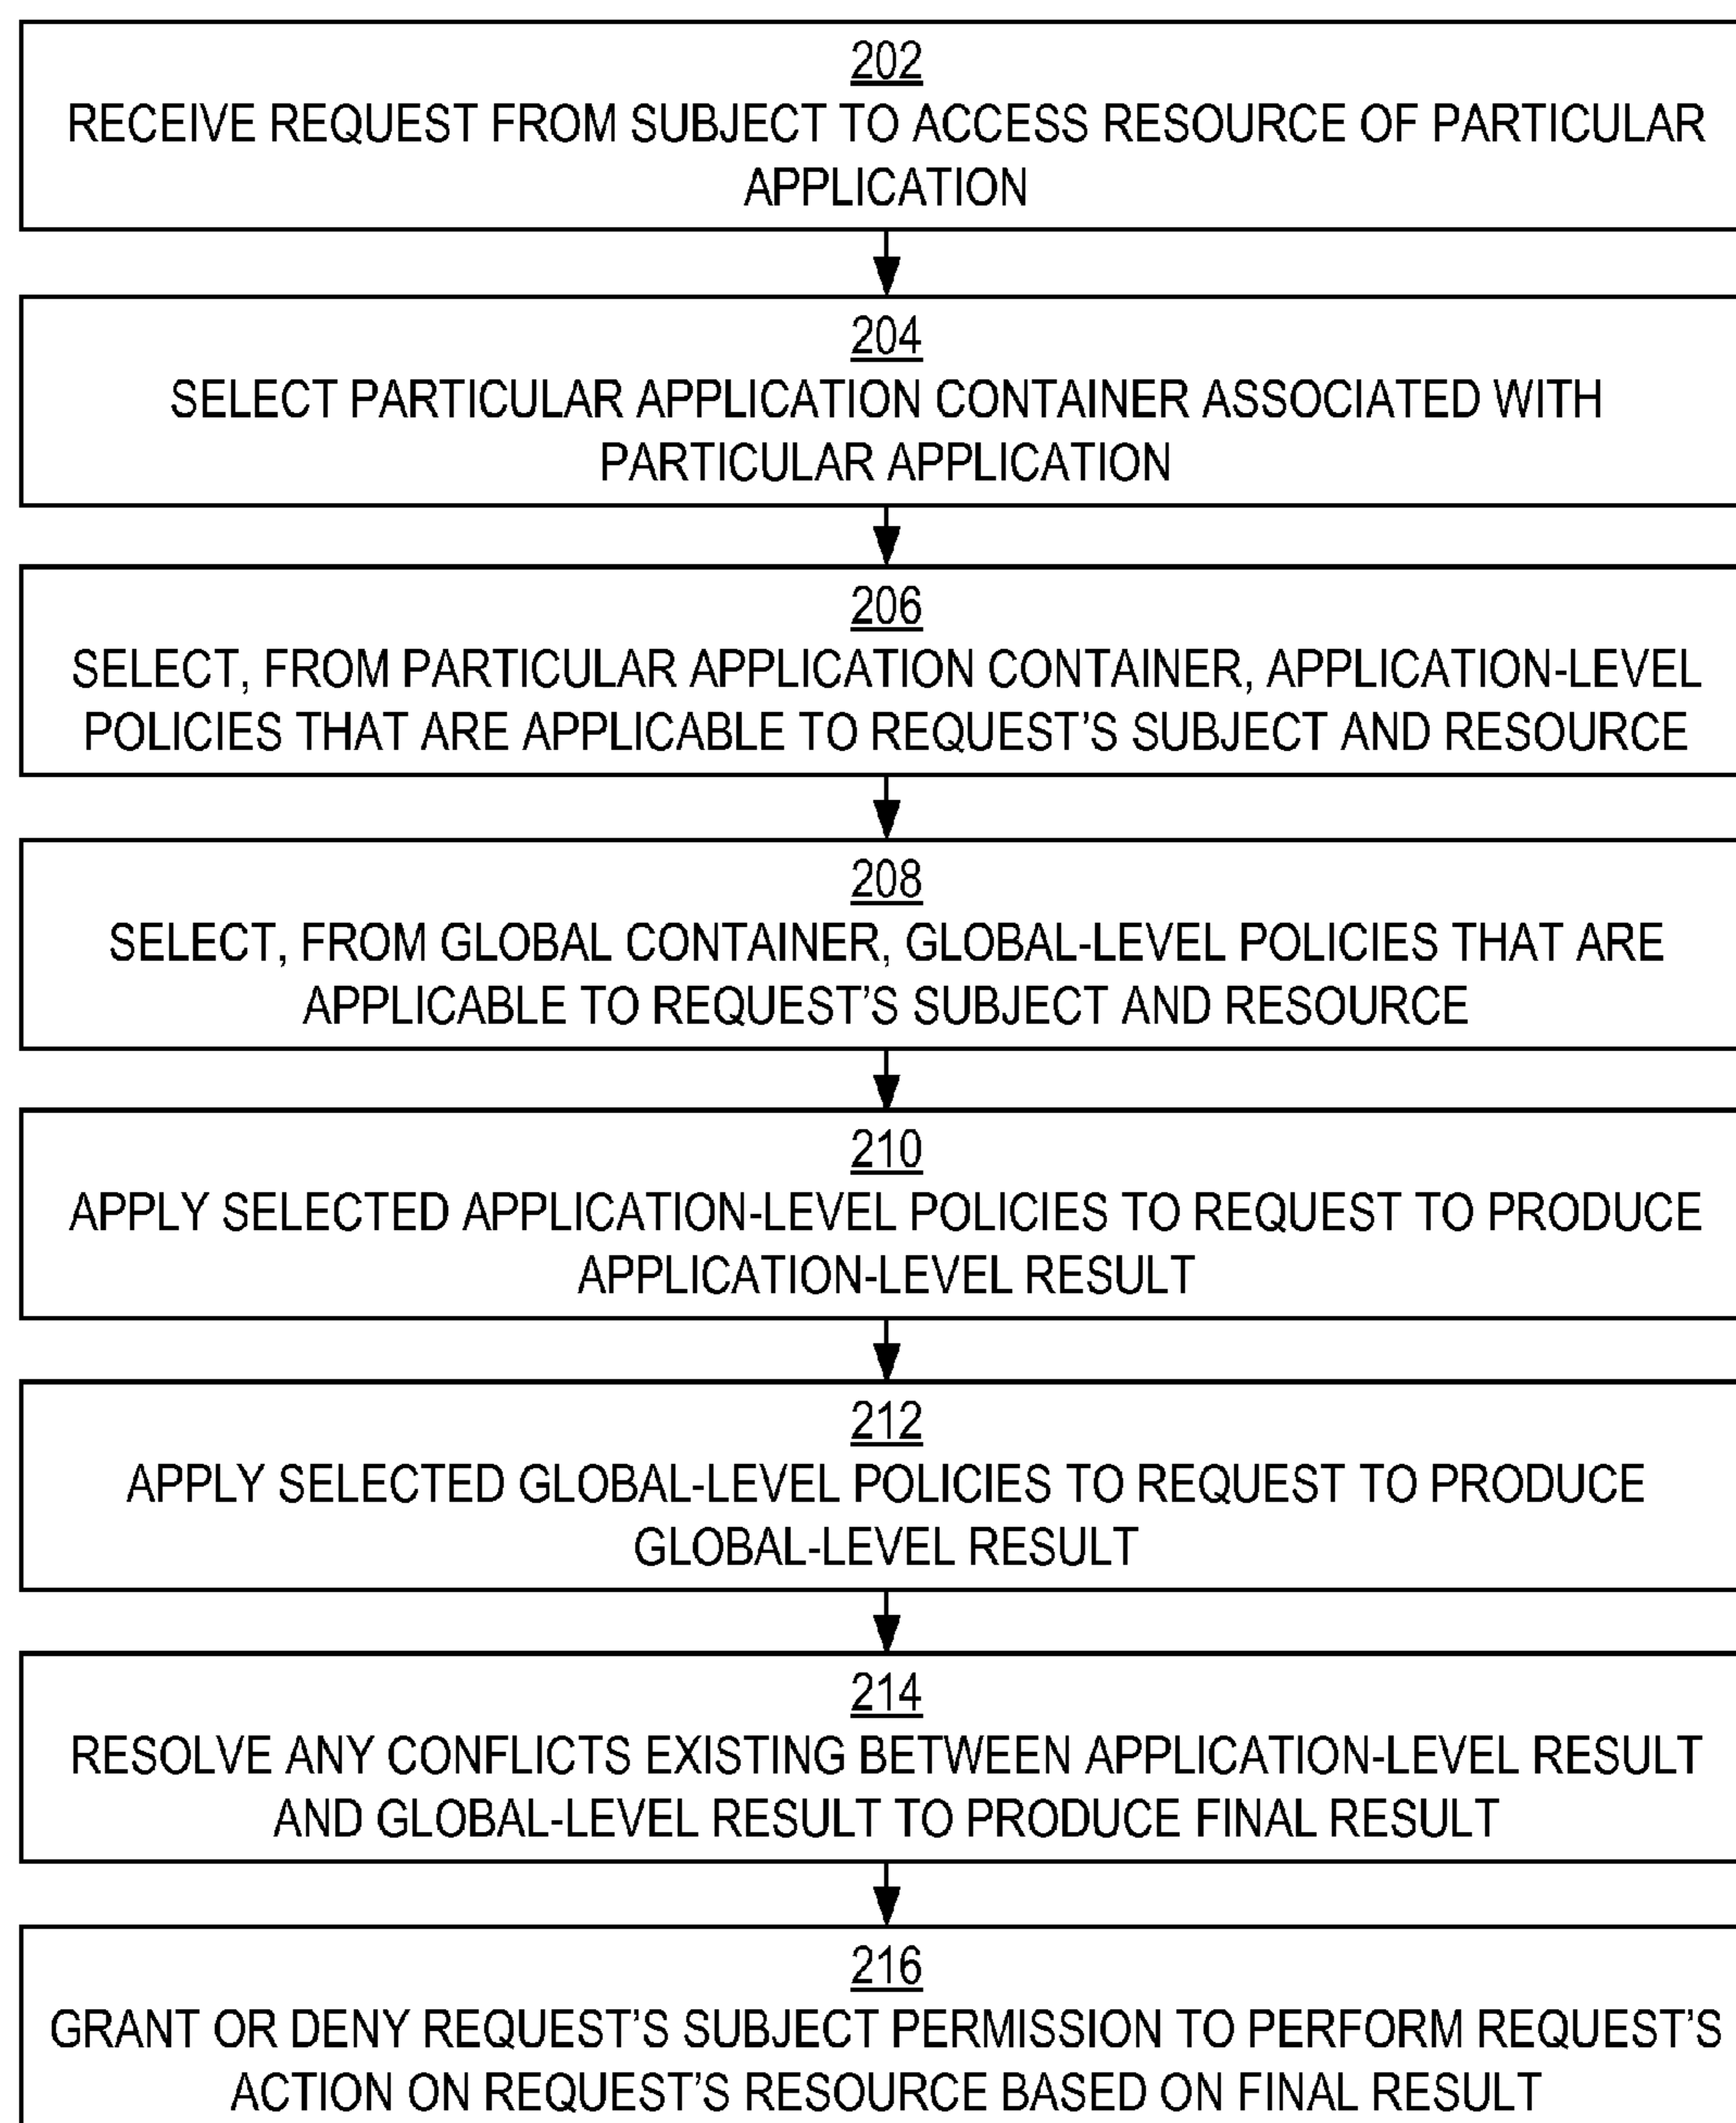 202
RECEIVE REQUEST FROM SUBJECT TO ACCESS RESOURCE OF PARTICULAR
APPLICATION
204
SELECT PARTICULAR APPLICATION CONTAINER ASSOCIATED WITH
PARTICULAR APPLICATION
206
SELECT, FROM PARTICULAR APPLICATION CONTAINER, APPLICATION-LEVEL
POLICIES THAT ARE APPLICABLE TO REQUEST’S SUBJECT AND RESOURCE
208
SELECT, FROM GLOBAL CONTAINER, GLOBAL-LEVEL POLICIES THAT ARE
APPLICABLE TO REQUEST’S SUBJECT AND RESOURCE
210
APPLY SELECTED APPLICATION-LEVEL POLICIES TO REQUEST TO PRODUCE
APPLICATION-LEVEL RESULT
212
APPLY SELECTED GLOBAL-LEVEL POLICIES TO REQUEST TO PRODUCE
GLOBAL-LEVEL RESULT
214
RESOLVE ANY CONFLICTS EXISTING BETWEEN APPLICATION-LEVEL RESULT
AND GLOBAL-LEVEL RESULT TO PRODUCE FINAL RESULT
216
GRANT OR DENY REQUEST’S SUBJECT PERMISSION TO PERFORM REQUEST’S
ACTION ON REQUEST’S RESOURCE BASED ON FINAL RESULT